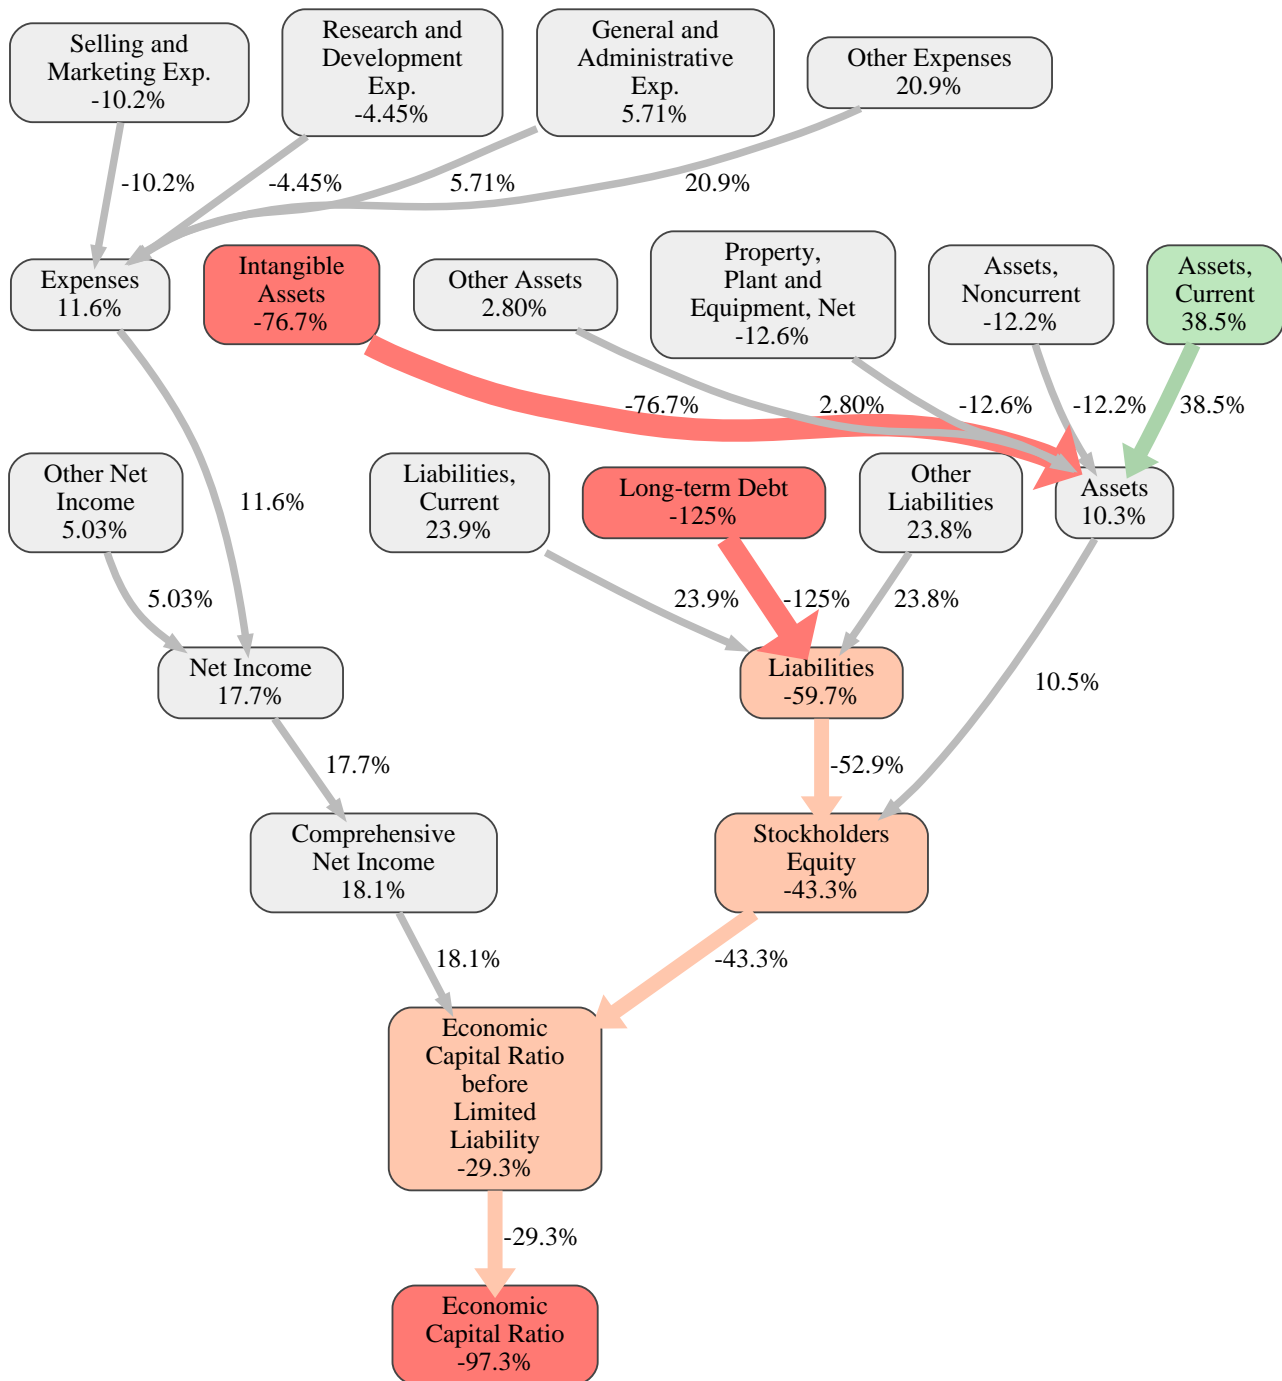 Selling and
Marketing Exp.
-10.2%
Research and
Development
Exp.
-4.45%
General and
Administrative
Exp.
5.71%
Other Expenses
20.9%
-10.2%
-4.45%
5.71%
20.9%
Expenses
11.6%
Intangible
Assets
-76.7%
Other Assets
2.80%
Property,
Plant and
Equipment, Net
-12.6%
Assets,
Noncurrent
-12.2%
Assets,
Current
38.5%
-76.7%
2.80%
-12.6%
-12.2%
38.5%
Other Net
Income
5.03%
11.6%
Liabilities,
Current
23.9%
Long-term Debt
-125%
Other
Liabilities
23.8%
Assets
10.3%
5.03%
23.9%
-125%
23.8%
Net Income
17.7%
Liabilities
-59.7%
10.5%
17.7%
-52.9%
Comprehensive
Net Income
18.1%
Stockholders
Equity
-43.3%
18.1%
-43.3%
Economic
Capital Ratio
before
Limited
Liability
-29.3%
-29.3%
Economic
Capital Ratio
-97.3%